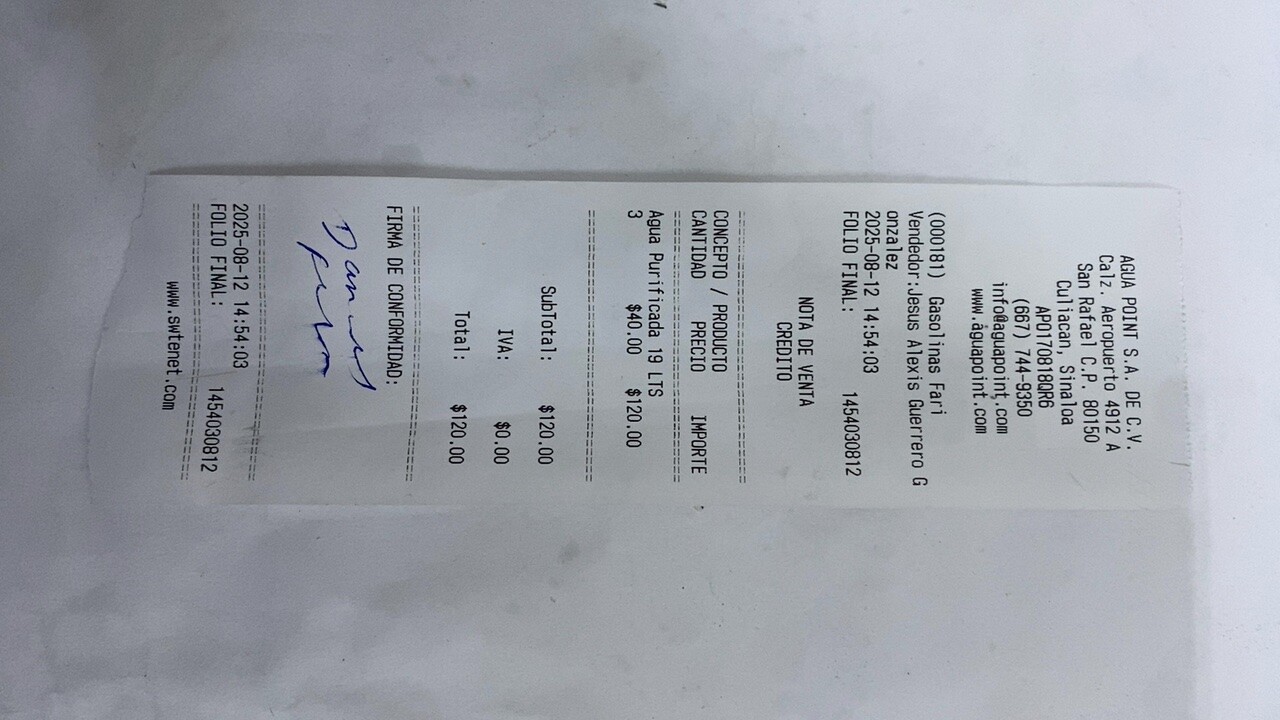 AGUA POINT S.A. DE C.V.
Calz. Aeropuerto 4912 A
San Rafael C.P. 80150
Culiacan, Sinaloa
APO170818QR6
(667) 744-9350
info@aguapoint.com
www.aguapoint.com
(000181) Gasolinas Fari
Vendedor:Jesus Alexis Guerrero G
onzalez
2025-08-12 14:54:03
FOLIO FINAL: 1454030812
NOTA DE VENTA
CREDITO
CONCEPTO / PRODUCTO
CANTIDAD PRECIO IMPORTE
Agua Purificada 19 LTS
3 $40.00 $120.00
SubTotal: $120.00
IVA: $0.00
Total: $120.00
FIRMA DE CONFORMIDAD:
2025-08-12 14:54:03
FOLIO FINAL: 1454030812
www.swtenet.com